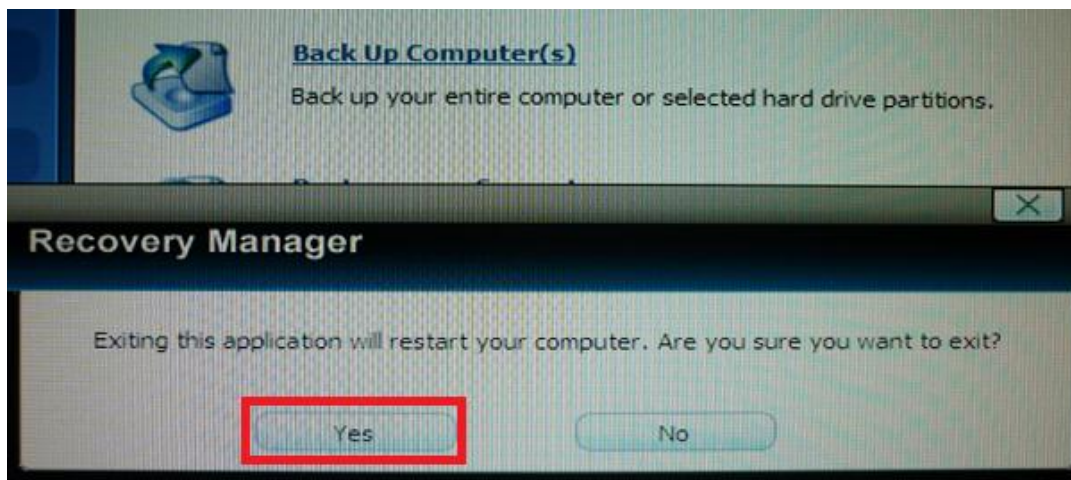 Back Up Computer(s)
Back up your entire computer or selected hard drive partitions.
Recovery Manager
Exiting this application will restart your computer. Are you sure you want to exit?
Yes
No